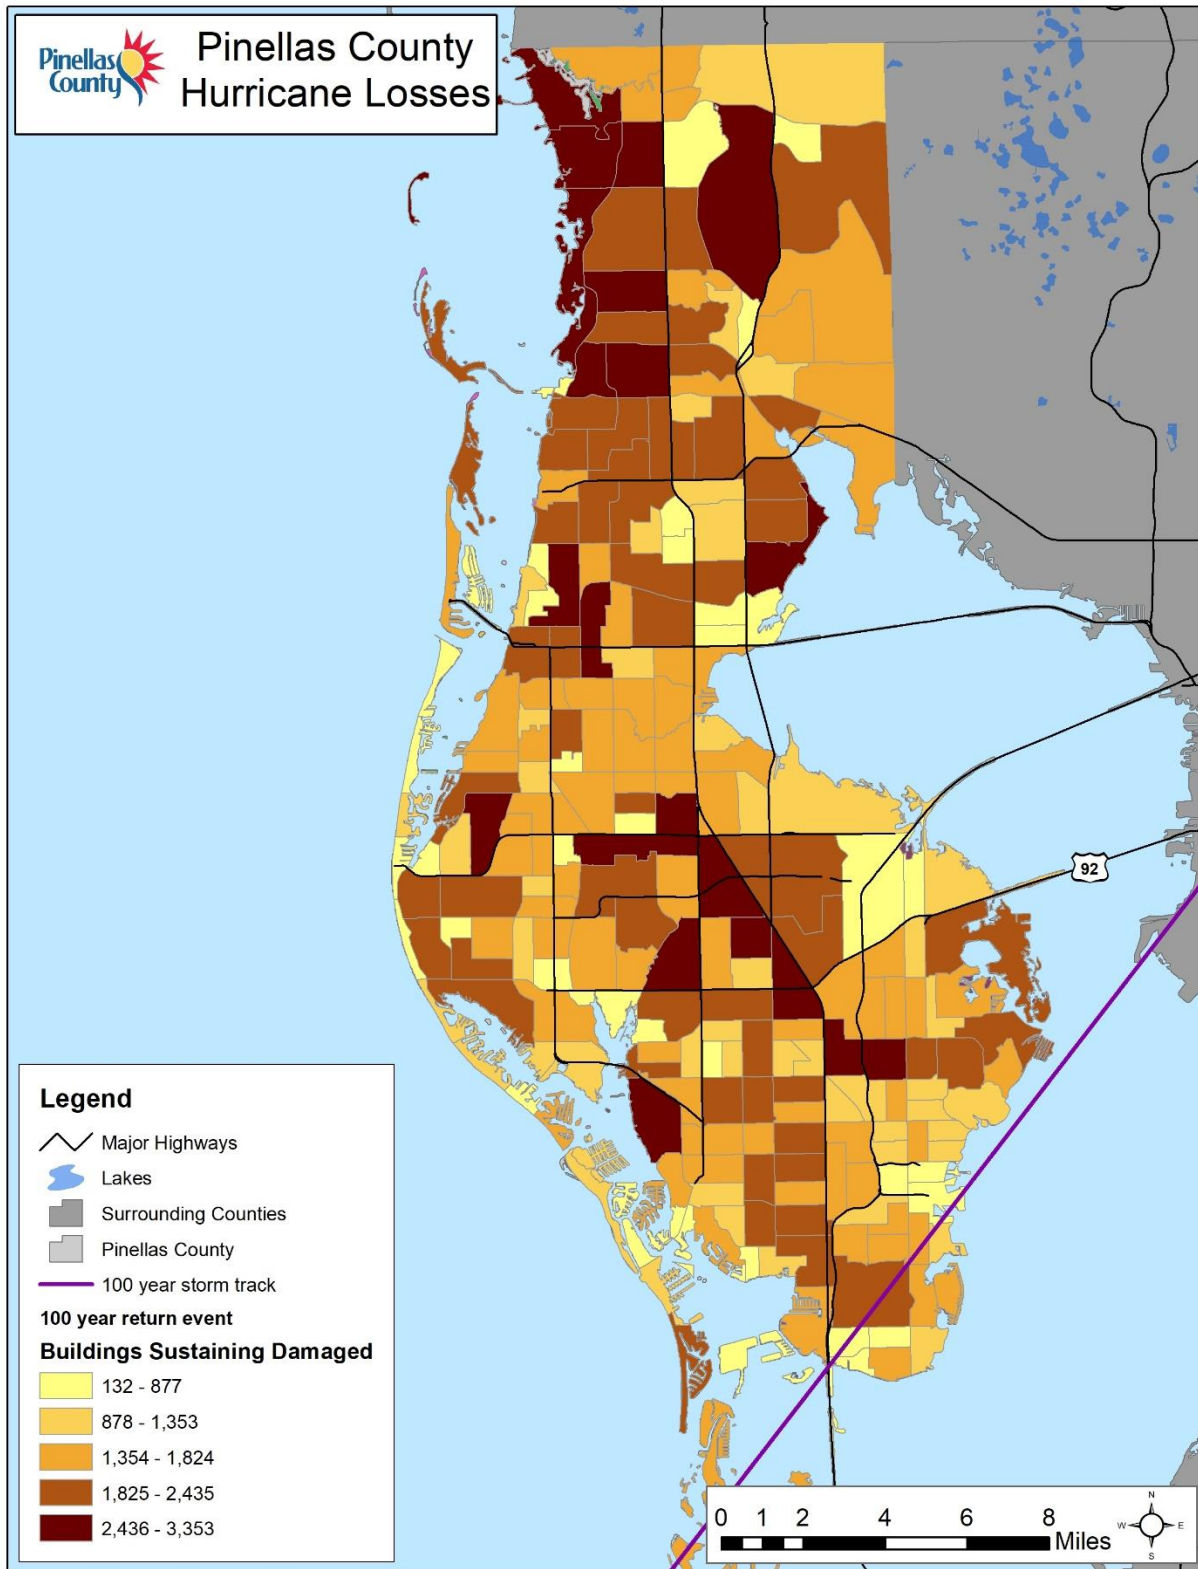 Pinellas
County
Pinellas County
Hurricane Losses
92
Legend
Major Highways
Lakes
Surrounding Counties
Pinellas County
100 year storm track
100 year return event
Buildings Sustaining Damaged
132 - 877
878 - 1,353
1,354 - 1,824
1,825 - 2,435
2,436 - 3,353
0 1 2 4 6 8
Miles
N
W E
S